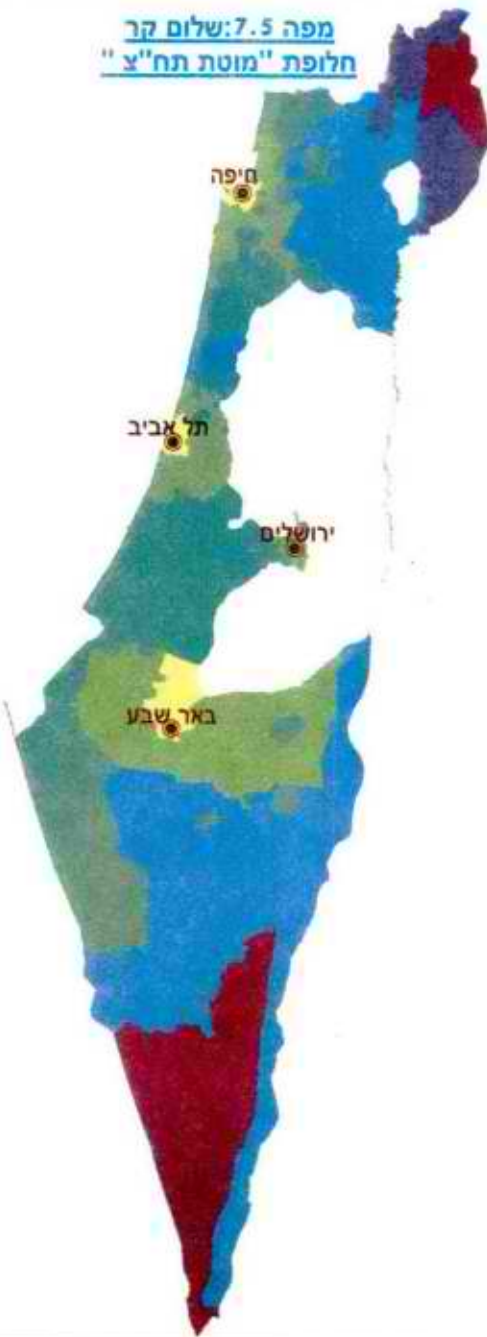 מפה 7.5: שלום קר
חלופת "מוטת תח"צ "
חיפה
תל אביב
ירושלים
באר שבע